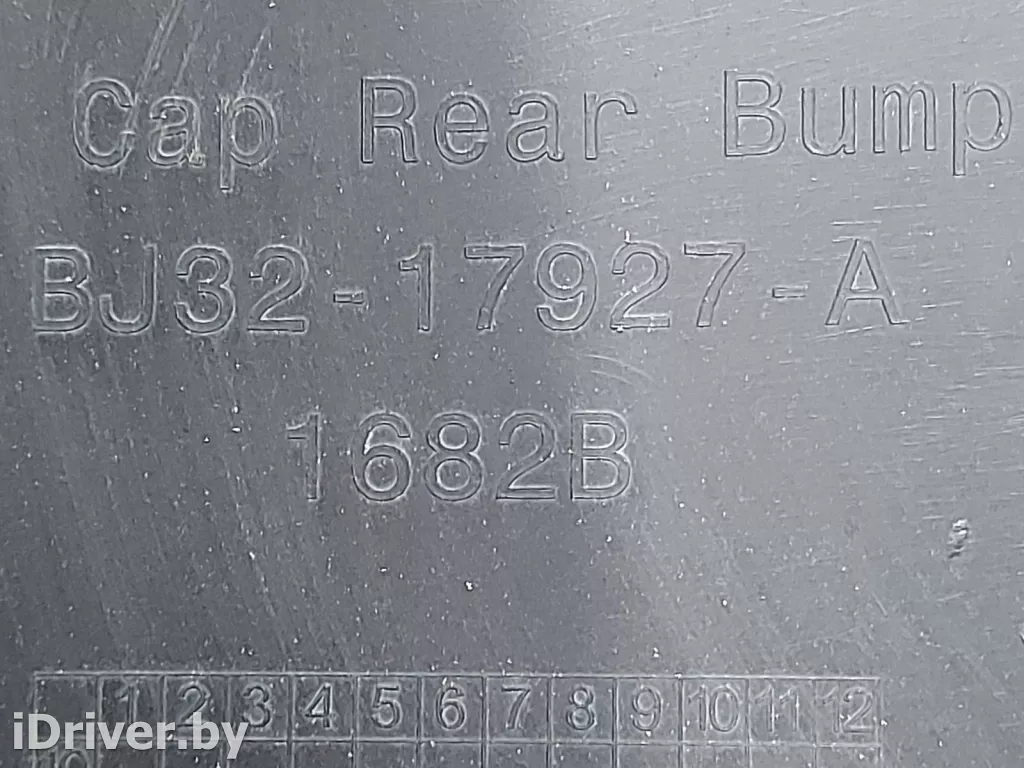 Cap Rear Bump
BJ32-17927-A
1682B
1 2 3 4 5 6 7 8 9 10 11 12
iDriver.by